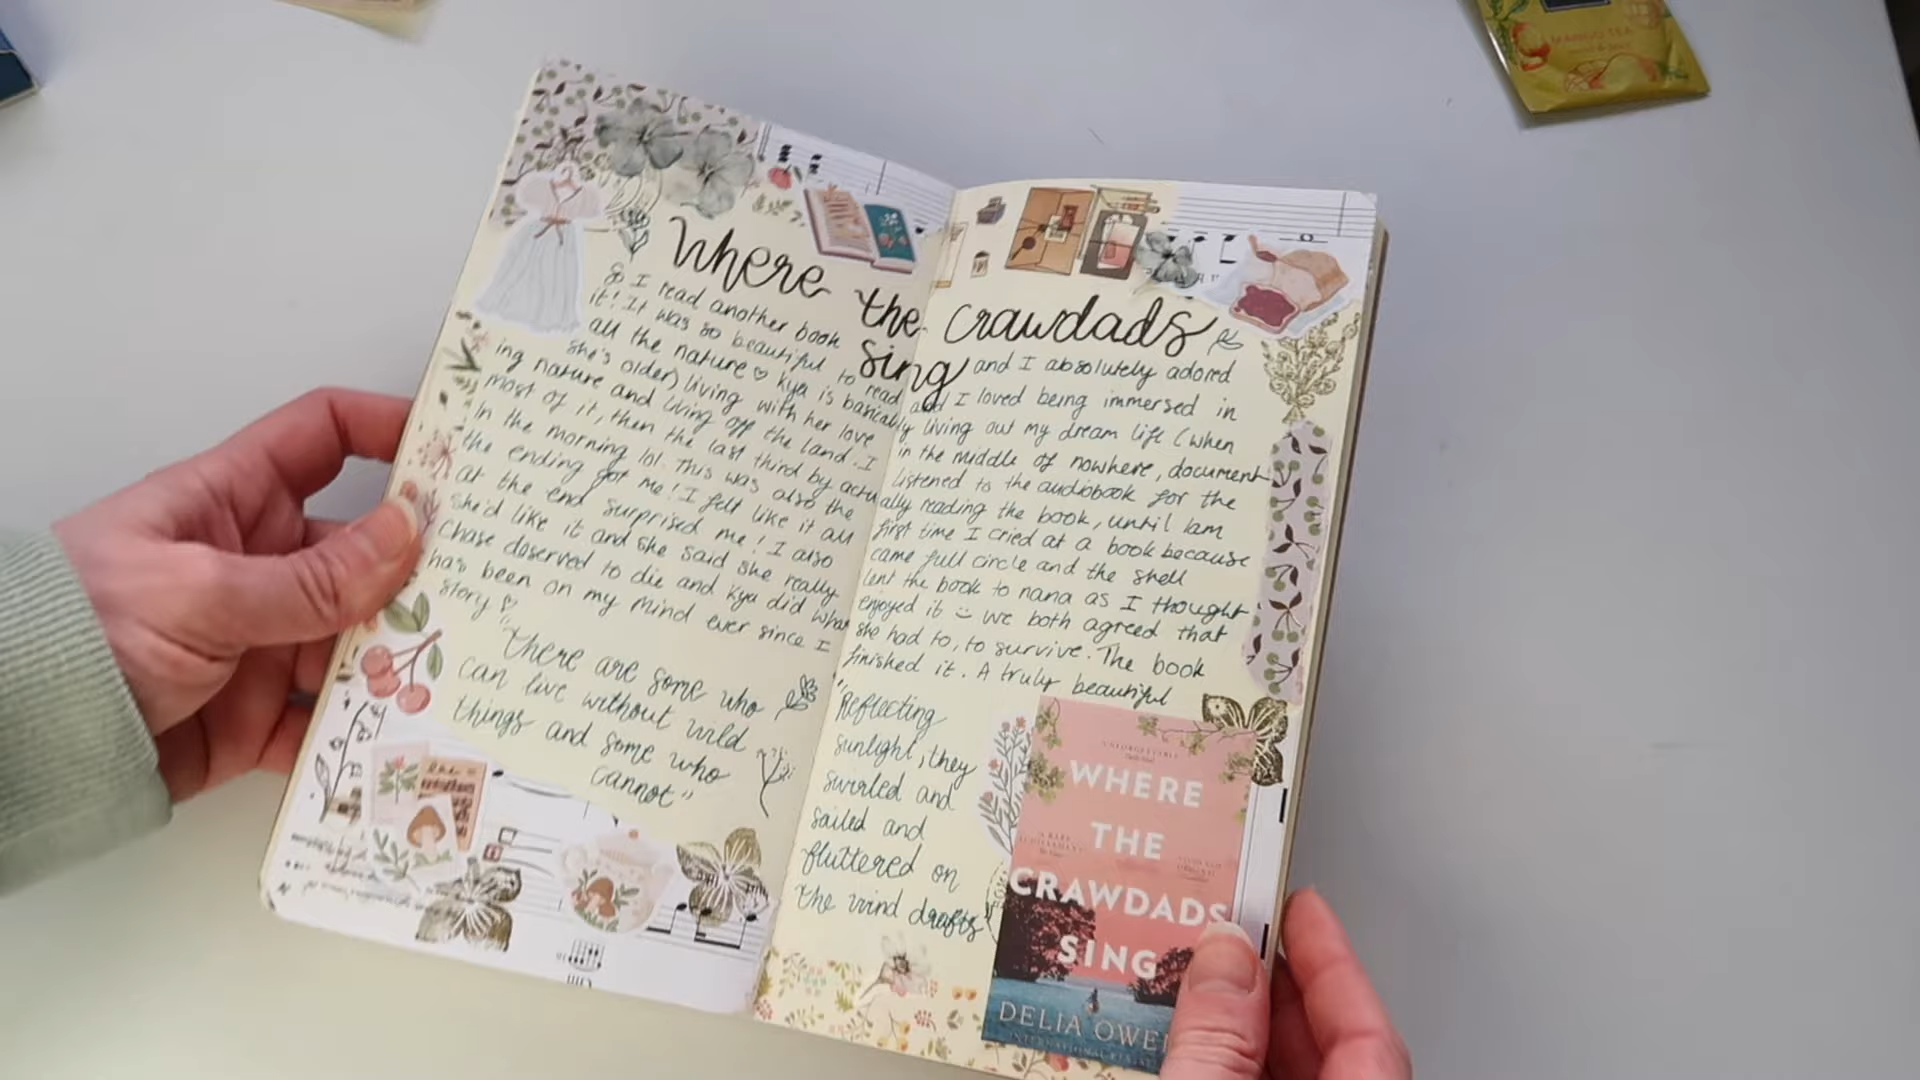 Where the crawdads
sing
So I read another book and I absolutely adored
it! It was so beautiful to read and I loved being immersed in
all the nature ♡ Kya is basically living out my dream life (when
she's older) living with her love in the middle of nowhere, document-
ing nature and living off the land. I listened to the audiobook for the
most of it, then the last third by actu ally reading the book, until 1am
in the morning lol. This was also the first time I cried at a book because
the ending got me! I felt like it all came full circle and the shell
at the end surprised me! I also lent the book to nana as I thought
she'd like it and she said she really enjoyed it :) we both agreed that
Chase deserved to die and Kya did what she had to, to survive. The book
has been on my mind ever since I finished it. A truly beautiful
story ♡
"There are some who
can live without wild
things and some who
cannot"
"Reflecting
sunlight, they
swirled and
sailed and
fluttered on
the wind drafts"
WHERE
THE
CRAWDADS
SING
DELIA OWE
MANGO TEA